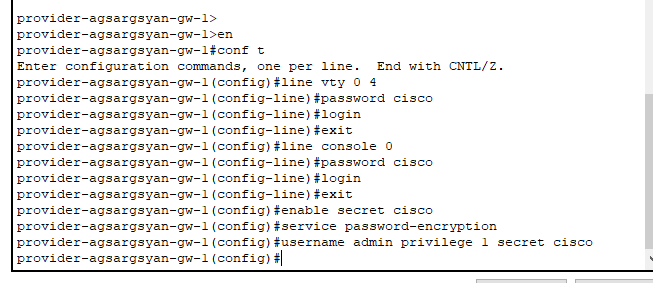 provider-agsargsyan-gw-1>
provider-agsargsyan-gw-1>en
provider-agsargsyan-gw-1#conf t
Enter configuration commands, one per line.  End with CNTL/Z.
provider-agsargsyan-gw-1(config)#line vty 0 4
provider-agsargsyan-gw-1(config-line)#password cisco
provider-agsargsyan-gw-1(config-line)#login
provider-agsargsyan-gw-1(config-line)#exit
provider-agsargsyan-gw-1(config)#line console 0
provider-agsargsyan-gw-1(config-line)#password cisco
provider-agsargsyan-gw-1(config-line)#login
provider-agsargsyan-gw-1(config-line)#exit
provider-agsargsyan-gw-1(config)#enable secret cisco
provider-agsargsyan-gw-1(config)#service password-encryption
provider-agsargsyan-gw-1(config)#username admin privilege 1 secret cisco
provider-agsargsyan-gw-1(config)#